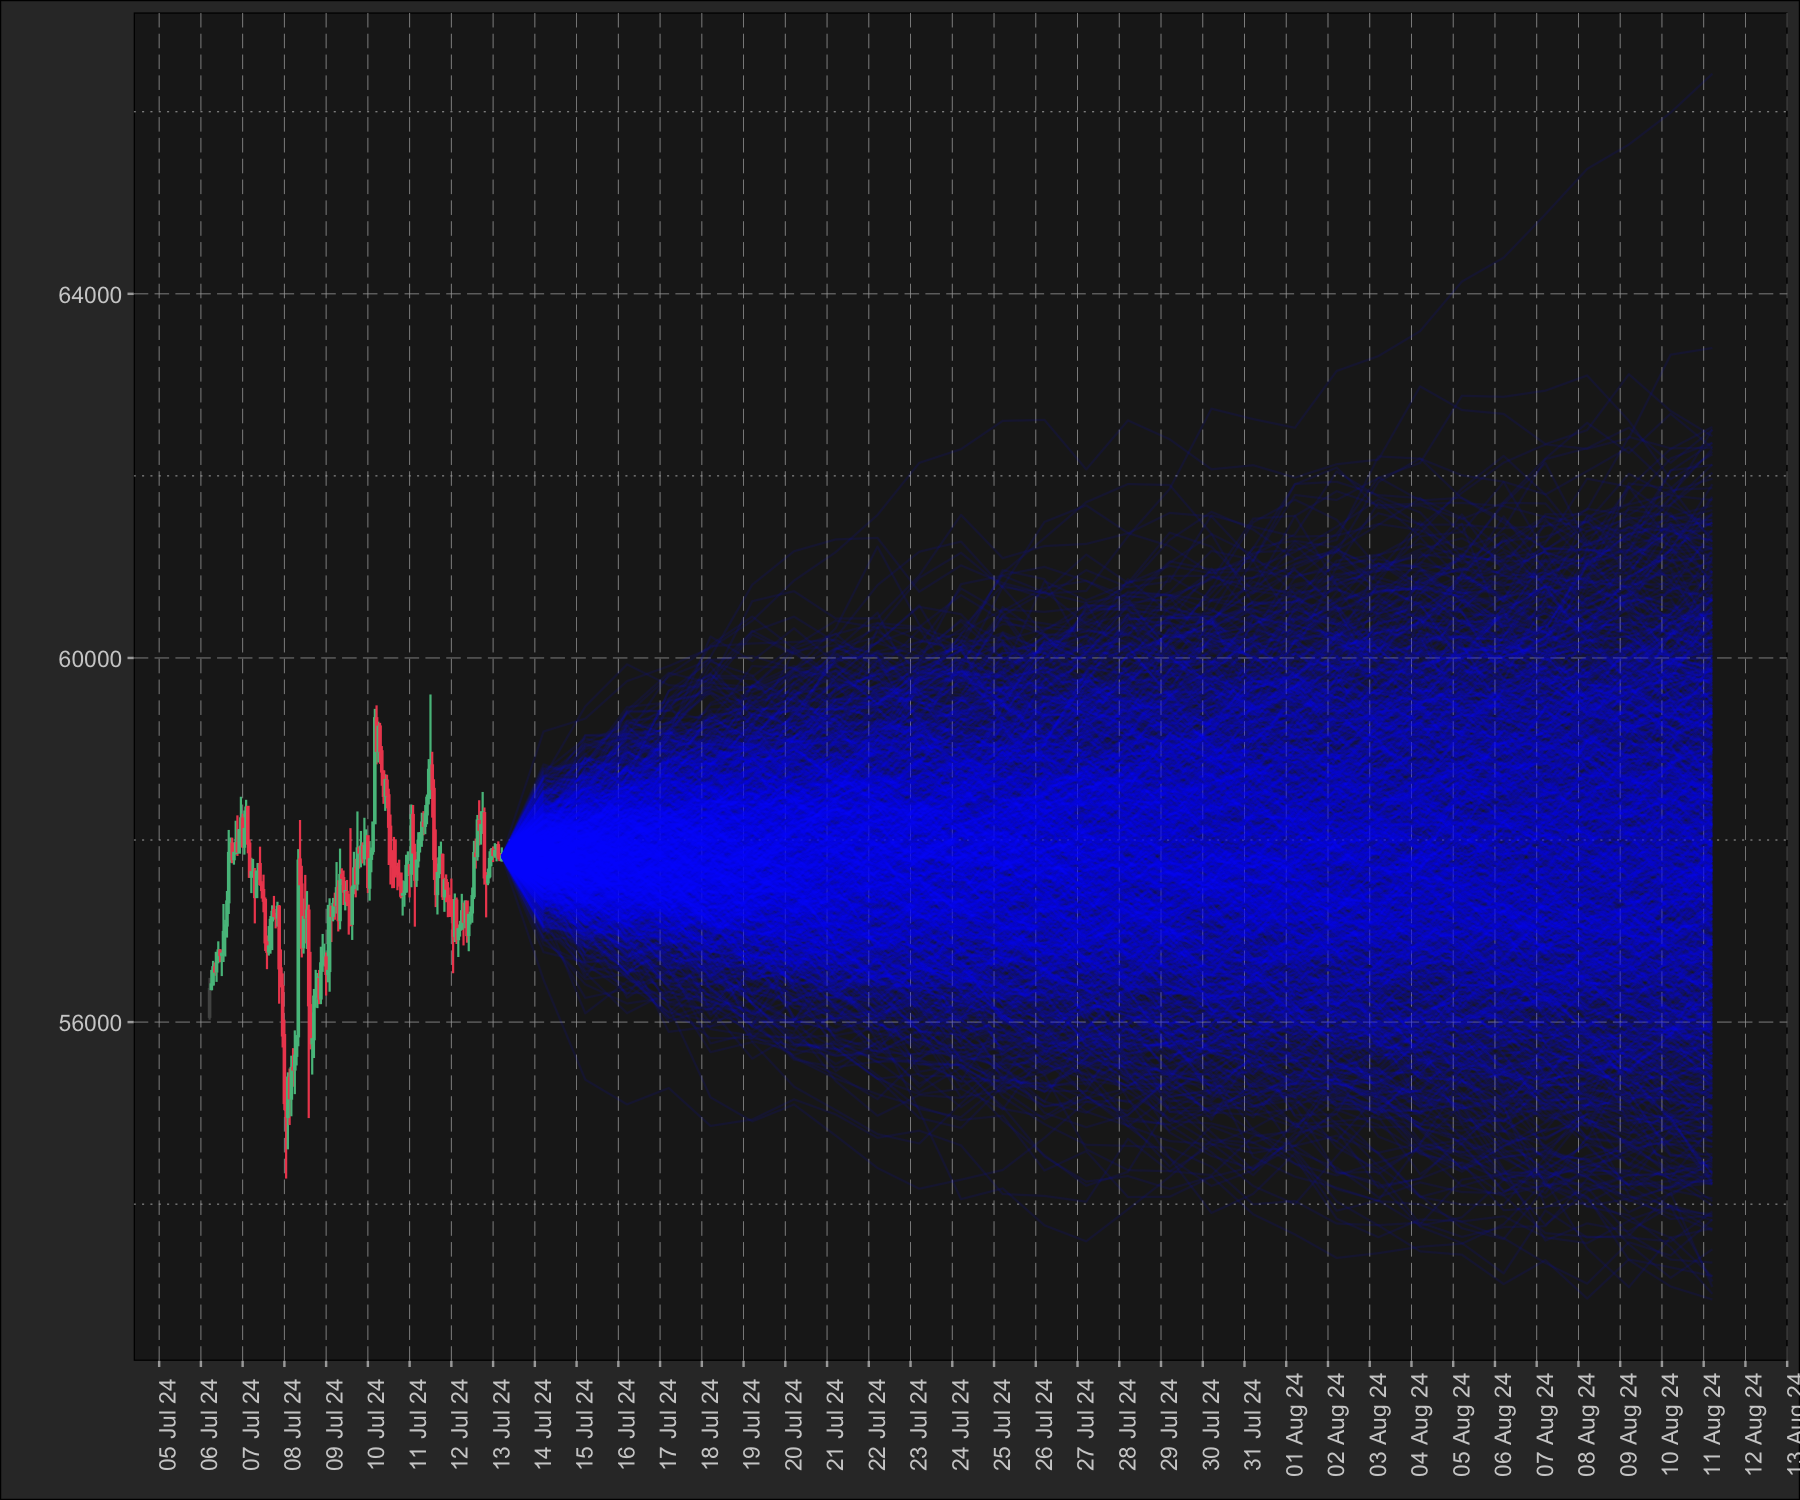 64000
60000
56000
05 Jul 24
06 Jul 24
07 Jul 24
08 Jul 24
09 Jul 24
10 Jul 24
11 Jul 24
12 Jul 24
13 Jul 24
14 Jul 24
15 Jul 24
16 Jul 24
17 Jul 24
18 Jul 24
19 Jul 24
20 Jul 24
21 Jul 24
22 Jul 24
23 Jul 24
24 Jul 24
25 Jul 24
26 Jul 24
27 Jul 24
28 Jul 24
29 Jul 24
30 Jul 24
31 Jul 24
01 Aug 24
02 Aug 24
03 Aug 24
04 Aug 24
05 Aug 24
06 Aug 24
07 Aug 24
08 Aug 24
09 Aug 24
10 Aug 24
11 Aug 24
12 Aug 24
13 Aug 24